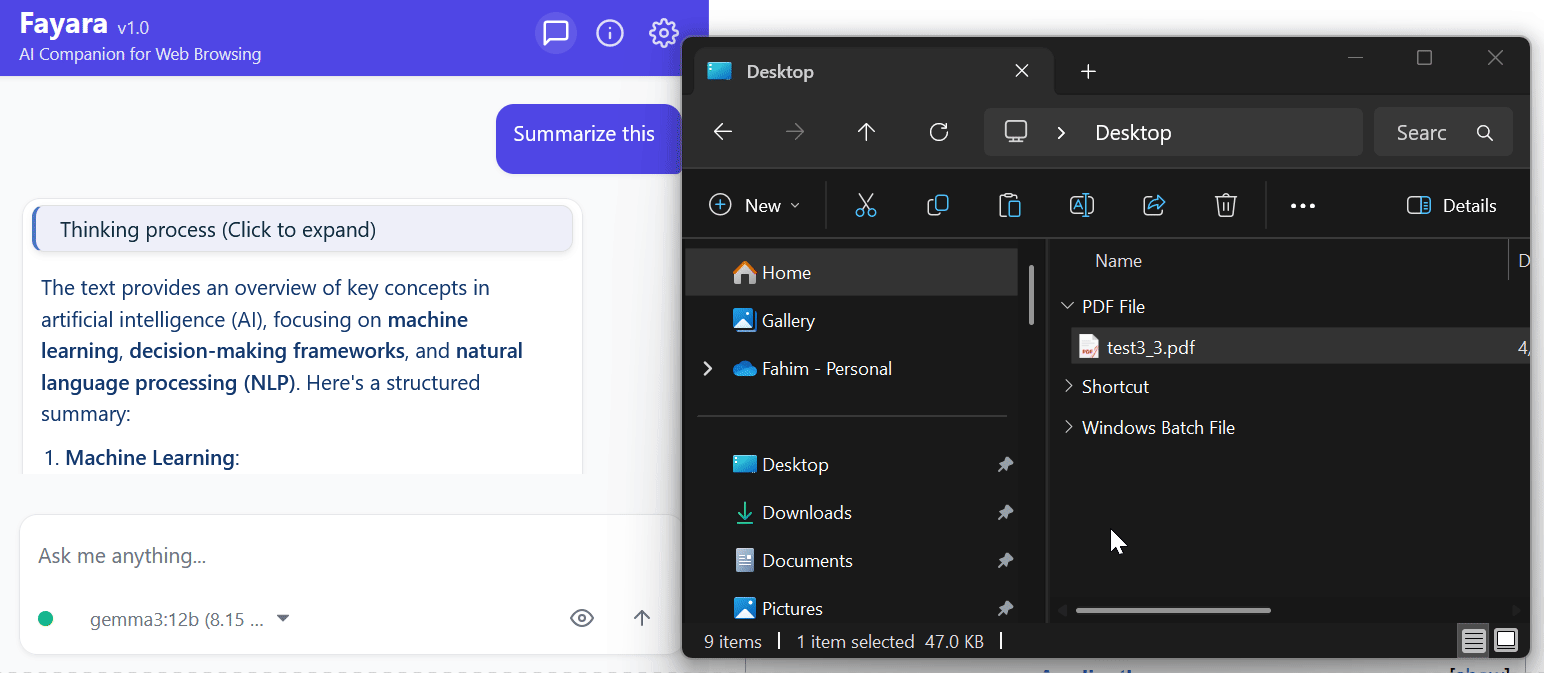 Fayara v1.0
AI Companion for Web Browsing
Summarize this
Thinking process (Click to expand)
The text provides an overview of key concepts in
artificial intelligence (AI), focusing on machine
learning, decision-making frameworks, and natural
language processing (NLP). Here's a structured
summary:
1. Machine Learning:
Ask me anything...
gemma3:12b (8.15 ...
Desktop
Desktop
Searc
New
Details
Home
Gallery
Fahim - Personal
Desktop
Downloads
Documents
Pictures
Name
D
PDF File
PDF
test3_3.pdf
4/
Shortcut
Windows Batch File
9 items
1 item selected 47.0 KB